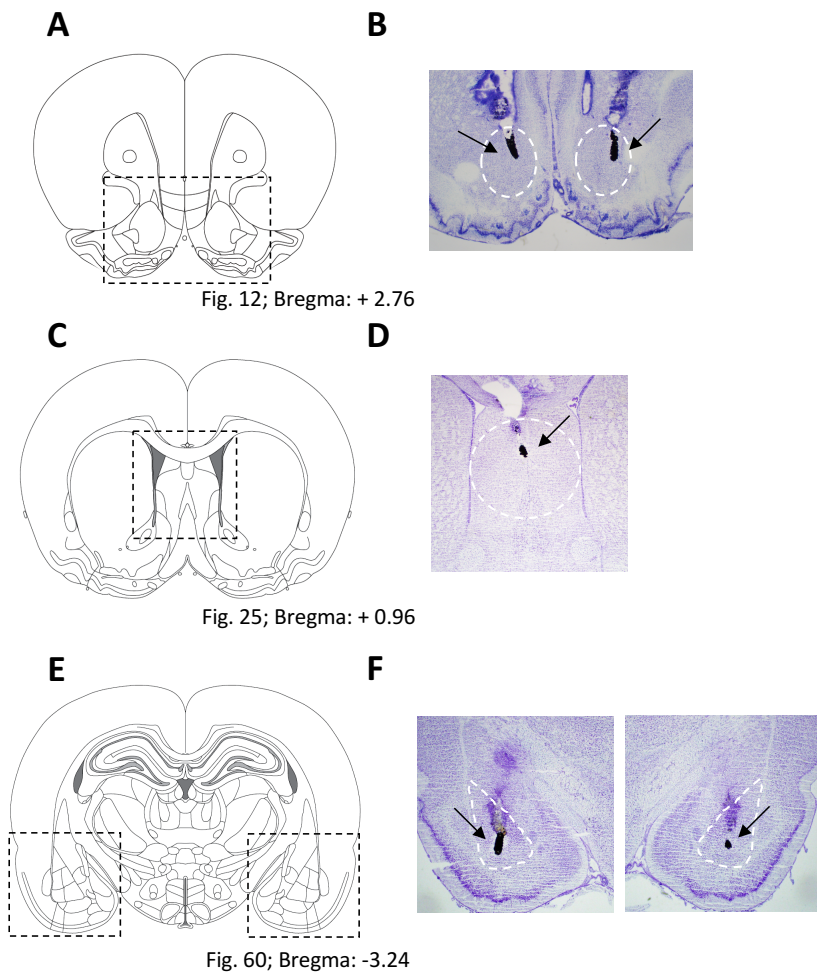 A
B
Fig. 12; Bregma: + 2.76
C
D
Fig. 25; Bregma: + 0.96
E
F
Fig. 60; Bregma: -3.24